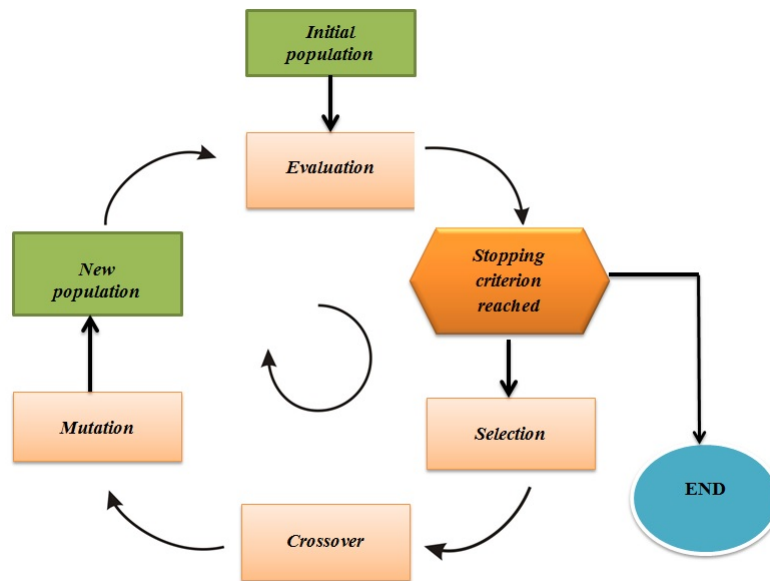 Initial
population
Evaluation
Stopping
criterion
reached
New
population
Selection
Mutation
Crossover
END